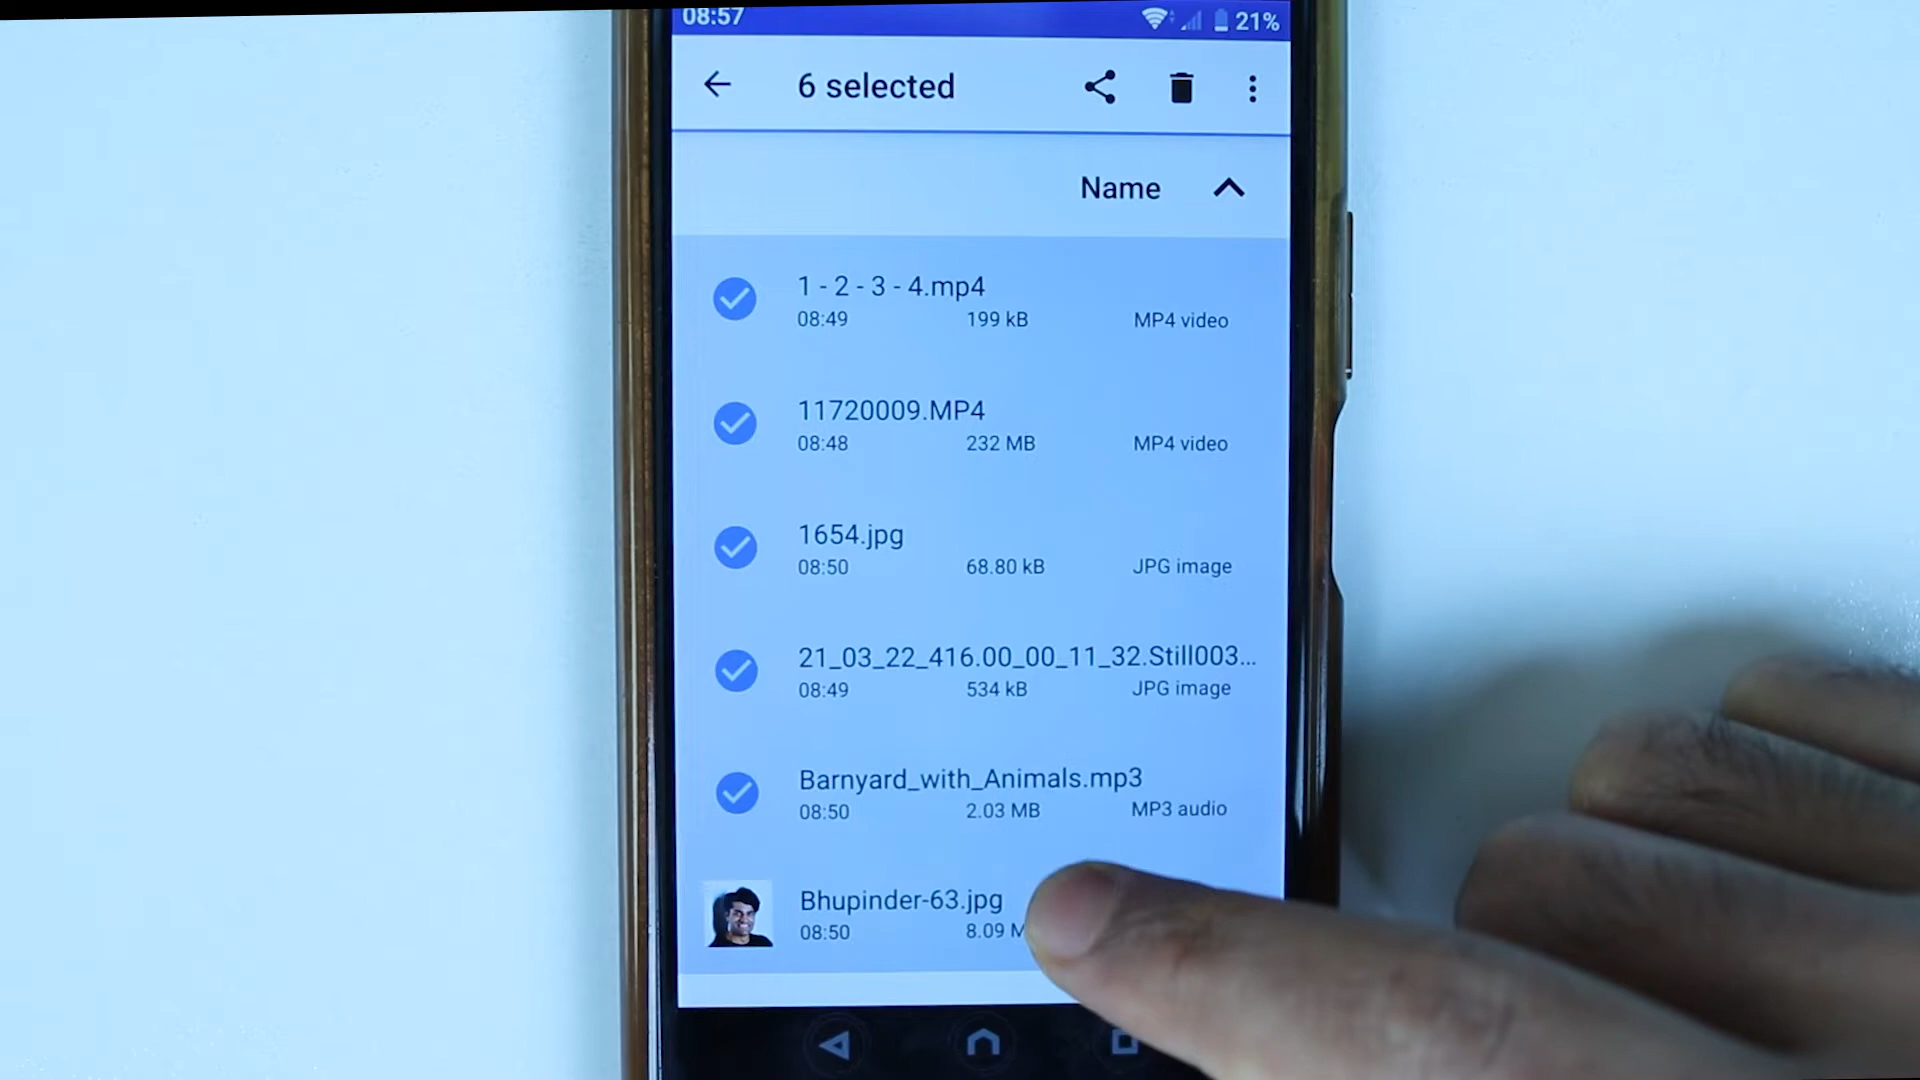 08:57 21%
6 selected
Name
1 - 2 - 3 - 4.mp4
08:49 199 kB MP4 video
11720009.MP4
08:48 232 MB MP4 video
1654.jpg
08:50 68.80 kB JPG image
21_03_22_416.00_00_11_32.Still003...
08:49 534 kB JPG image
Barnyard_with_Animals.mp3
08:50 2.03 MB MP3 audio
Bhupinder-63.jpg
08:50 8.09 M